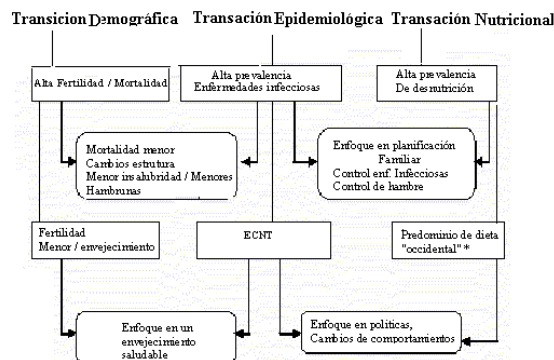 Transicion Demográfica
Transación Epidemiológica
Transación Nutricional
Alta Fertilidad / Mortalidad
Alta prevalencia
Enfermedades infecciosas
Alta prevalencia
De desnutrición
Mortalidad menor
Cambios estrutura
Menor insalubridad / Menores
Hambrunas
Enfoque en planificación
Familiar
Control enf. Infecciosas
Control de hambre
Fertilidad
Menor / envejecimiento
ECNT
Predominio de dieta
"occidental" *
Enfoque en un
envejecimiento
saludable
Enfoque en politicas,
Cambios de comportamientos